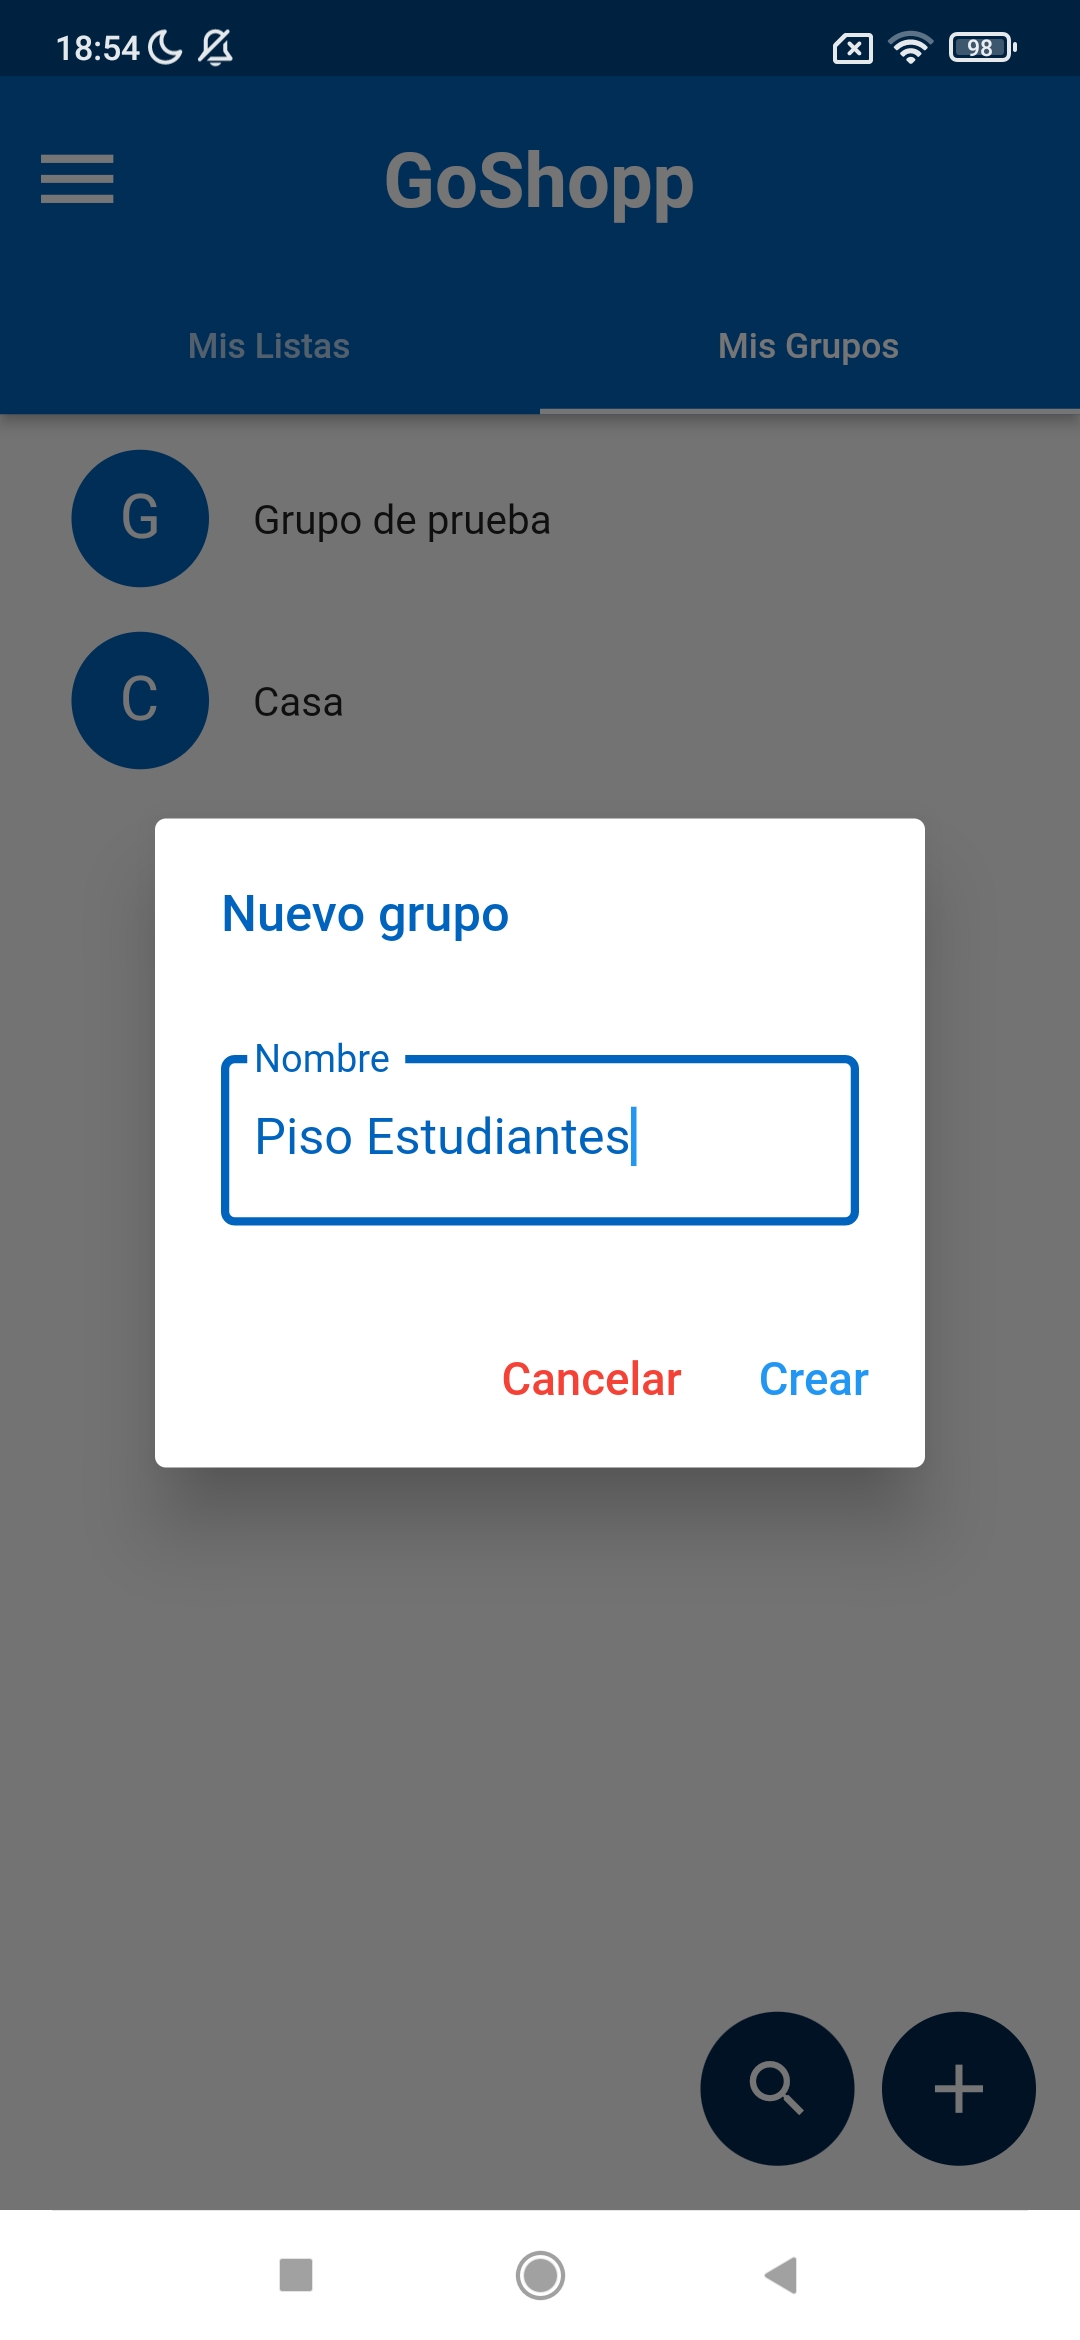 18:54
98
GoShopp
Mis Listas
Mis Grupos
G
Grupo de prueba
C
Casa
Nuevo grupo
Nombre
Piso Estudiantes
Cancelar
Crear